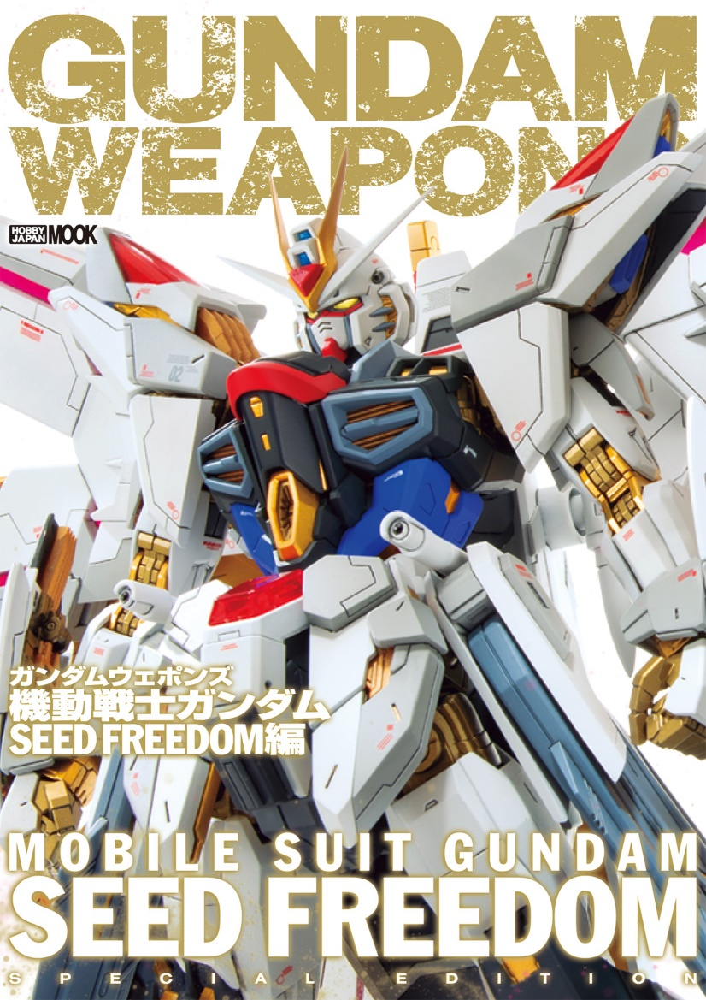 GUNDAM
WEAPONS
HOBBY
JAPAN MOOK
ガンダムウェポンズ
機動戦士ガンダム
SEED FREEDOM編
MOBILE SUIT GUNDAM
SEED FREEDOM
SPECIAL EDITION
02